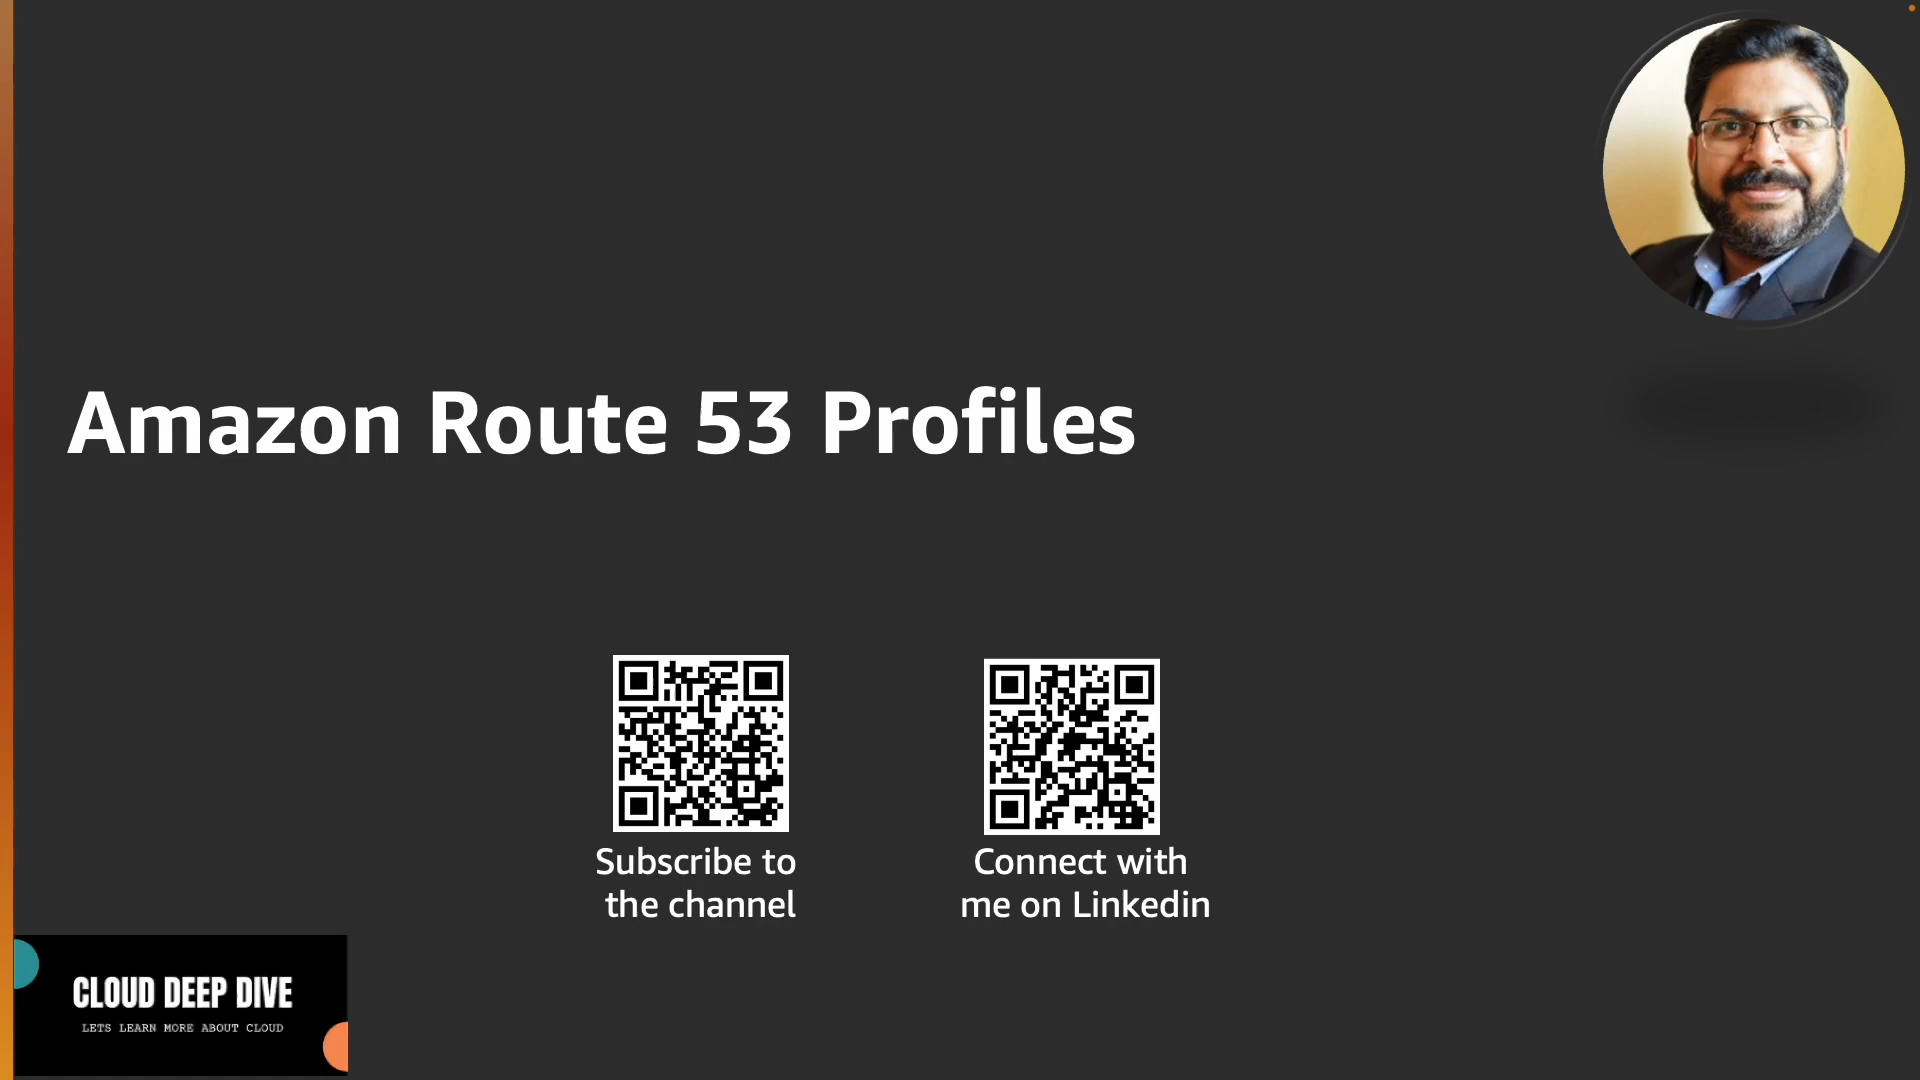 Amazon Route 53 Profiles
Subscribe to
the channel
Connect with
me on Linkedin
CLOUD DEEP DIVE
LETS LEARN MORE ABOUT CLOUD